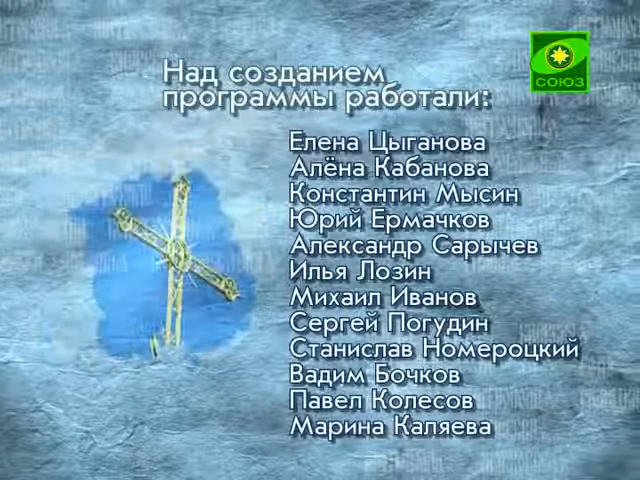 СОЮЗ
Над созданием
программы работали:
Елена Цыганова
Алёна Кабанова
Константин Мысин
Юрий Ермачков
Александр Сарычев
Илья Лозин
Михаил Иванов
Сергей Погудин
Станислав Номероцкий
Вадим Бочков
Павел Колесов
Марина Каляева